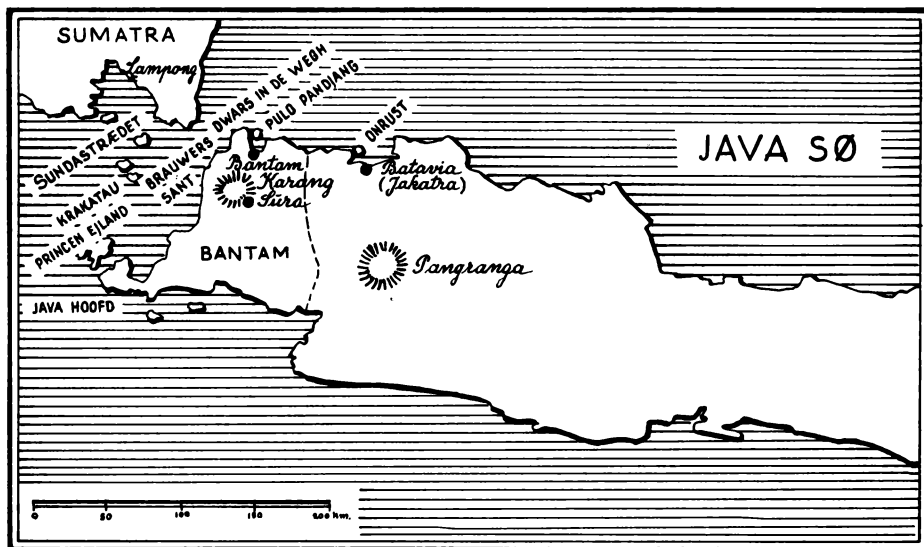 SUMATRA
Lampong
SUNDASTRÆDET
KRAKATAU
PRINCEN EJLAND
BRAUWERS
SANT
DWARS IN DE WEGH
PULO PANDJANG
ONRUST
JAVA SØ
Bantam
Karang
Sura
Batavia
(Jakatra)
BANTAM
Pangranga
JAVA HOOFD
0 50 100 150 200 km.